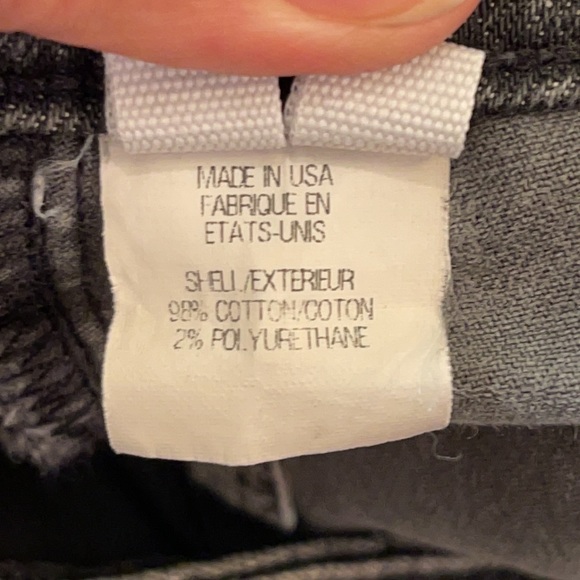 MADE IN USA
FABRIQUE EN
ETATS-UNIS
SHELL/EXTERIEUR
98% COTTON/COTON
2% POLYURETHANE